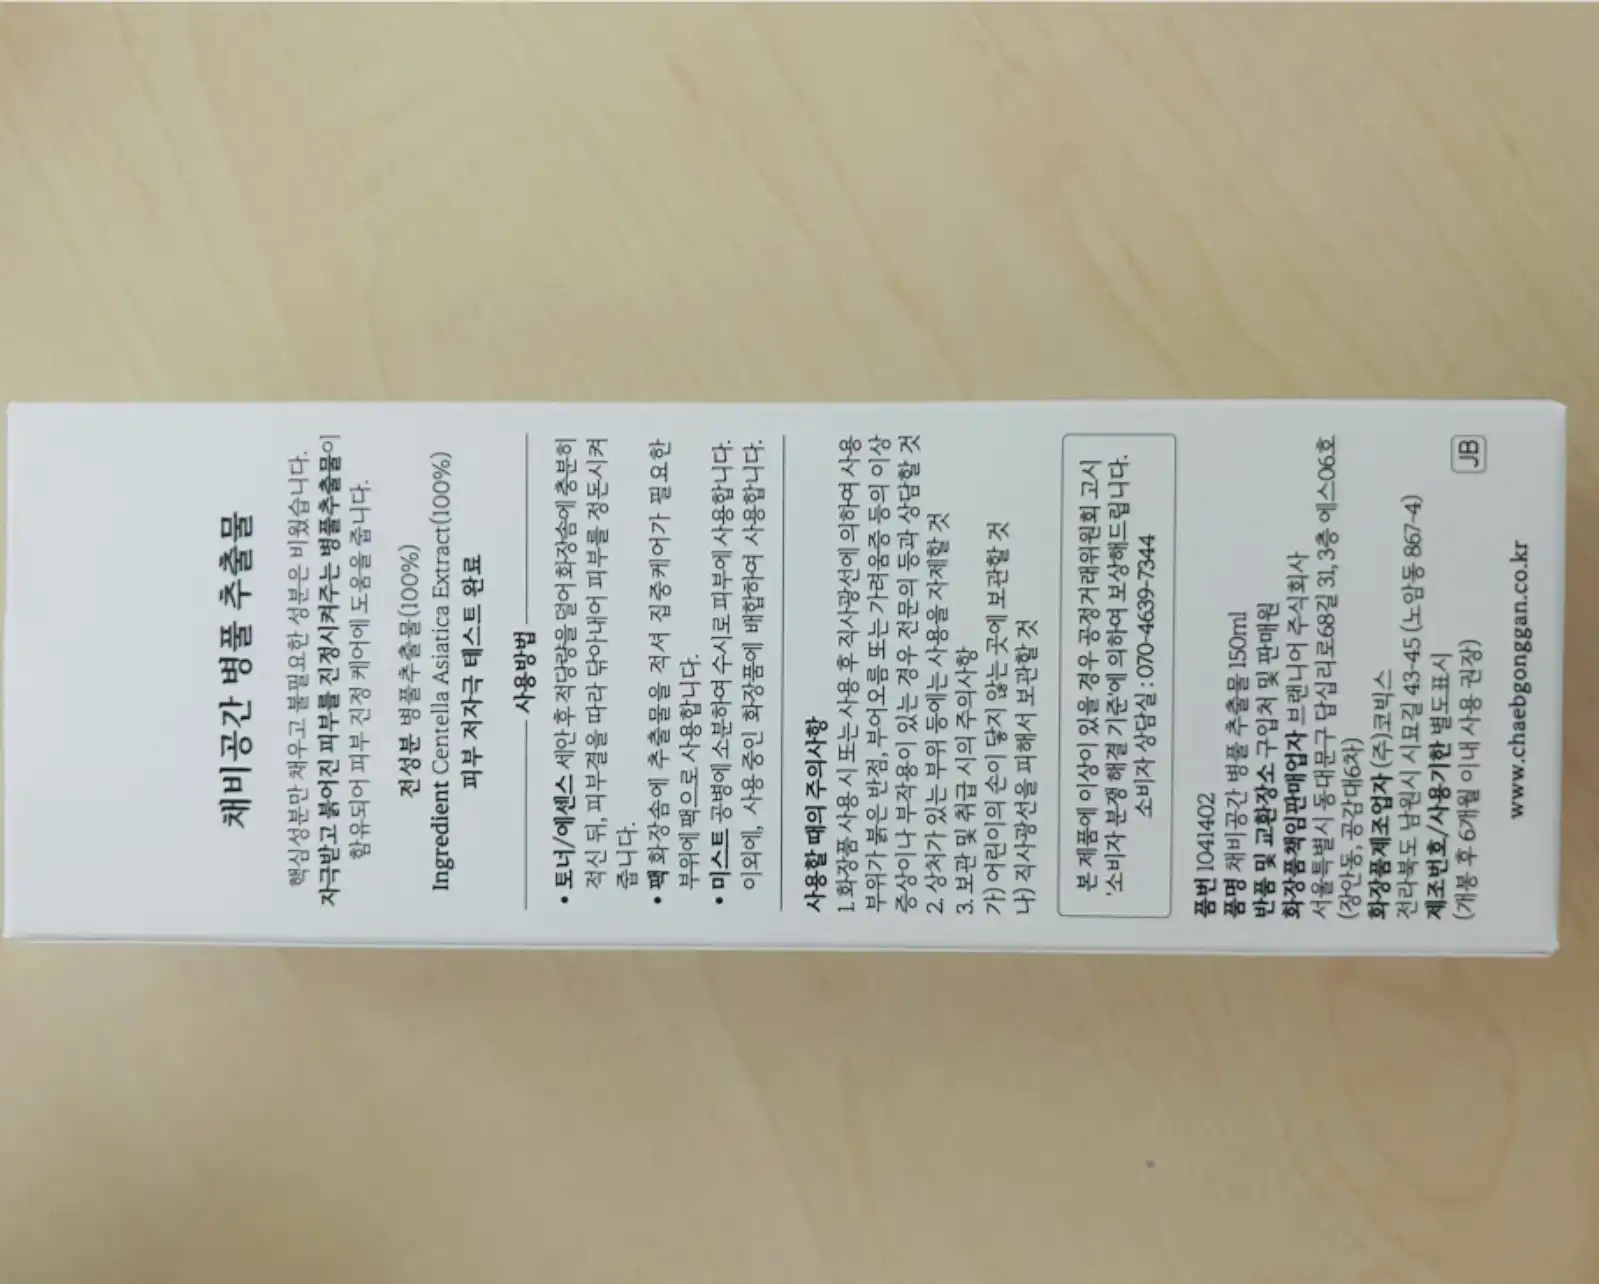 채비공간 병풀 추출물
핵심성분만 채우고 불필요한 성분은 비웠습니다.
자극받고 붉어진 피부를 진정시켜주는 병풀추출물이
함유되어 피부 진정 케어에 도움을 줍니다.
전성분 병풀추출물(100%)
Ingredient Centella Asiatica Extract(100%)
피부 저자극 테스트 완료
사용방법
• 토너/에센스 세안 후 적당량을 덜어 화장솜에 충분히
적신 뒤, 피부결을 따라 닦아내어 피부를 정돈시켜
줍니다.
• 팩 화장솜에 추출물을 적셔 집중케어가 필요한
부위에 팩으로 사용합니다.
• 미스트 공병에 소분하여 수시로 피부에 사용합니다.
이외에, 사용 중인 화장품에 배합하여 사용합니다.
사용할 때의 주의사항
1. 화장품 사용 시 또는 사용 후 직사광선에 의하여 사용
부위가 붉은 반점, 부어오름 또는 가려움증 등의 이상
증상이나 부작용이 있는 경우 전문의 등과 상담할 것
2. 상처가 있는 부위 등에는 사용을 자제할 것
3. 보관 및 취급 시의 주의사항
가) 어린이의 손이 닿지 않는 곳에 보관할 것
나) 직사광선을 피해서 보관할 것
본 제품에 이상이 있을 경우 공정거래위원회 고시
'소비자 분쟁 해결 기준'에 의하여 보상해드립니다.
소비자 상담실 : 070-4639-7344
품번 1041402
품명 채비공간 병풀 추출물 150ml
반품 및 교환장소 구입처 및 판매원
화장품책임판매업자 브랜니어 주식회사
서울특별시 동대문구 답십리로68길 31, 3층 에스06호
(장안동, 공감대6차)
화장품제조업자 (주)코빅스
전라북도 남원시 시묘길 43-45 (노암동 867-4)
제조번호/사용기한 별도표시
(개봉 후 6개월 이내 사용 권장)
JB
www.chaebgonggan.co.kr